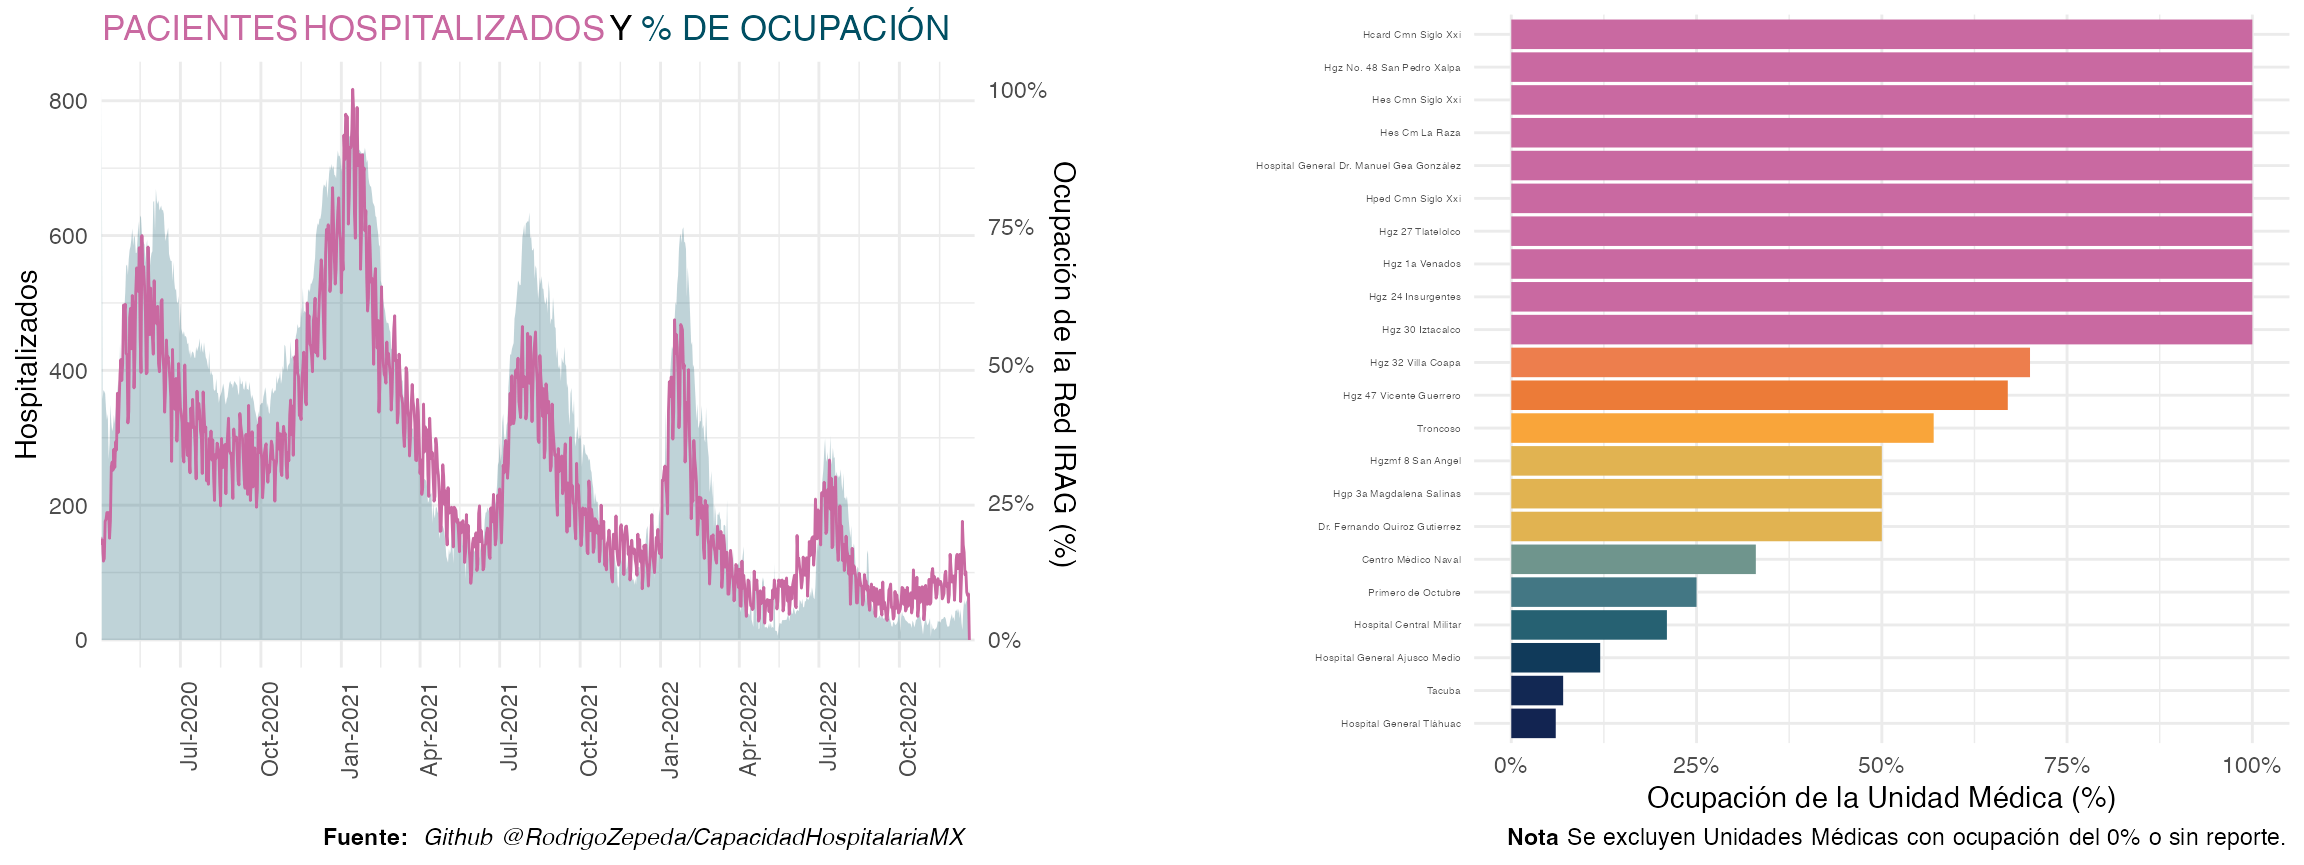 PACIENTES HOSPITALIZADOS Y % DE OCUPACIÓN
Hospitalizados
800
600
400
200
0
100%
75%
50%
25%
0%
Ocupación de la Red IRAG (%)
Jul-2020
Oct-2020
Jan-2021
Apr-2021
Jul-2021
Oct-2021
Jan-2022
Apr-2022
Jul-2022
Oct-2022
Fuente: Github @RodrigoZepeda/CapacidadHospitalariaMX
Hcard Cmn Siglo Xxi
Hgz No. 48 San Pedro Xalpa
Hes Cmn Siglo Xxi
Hes Cm La Raza
Hospital General Dr. Manuel Gea González
Hped Cmn Siglo Xxi
Hgz 27 Tlatelolco
Hgz 1a Venados
Hgz 24 Insurgentes
Hgz 30 Iztacalco
Hgz 32 Villa Coapa
Hgz 47 Vicente Guerrero
Troncoso
Hgzmf 8 San Angel
Hgp 3a Magdalena Salinas
Dr. Fernando Quiroz Gutierrez
Centro Médico Naval
Primero de Octubre
Hospital Central Militar
Hospital General Ajusco Medio
Tacuba
Hospital General Tláhuac
0%
25%
50%
75%
100%
Ocupación de la Unidad Médica (%)
Nota Se excluyen Unidades Médicas con ocupación del 0% o sin reporte.